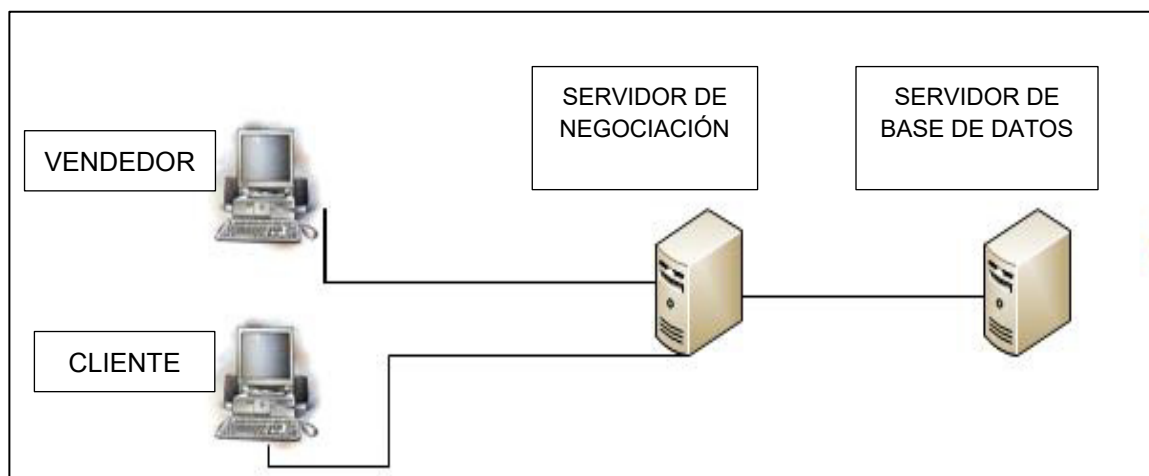 SERVIDOR DE
NEGOCIACIÓN
SERVIDOR DE
BASE DE DATOS
VENDEDOR
CLIENTE